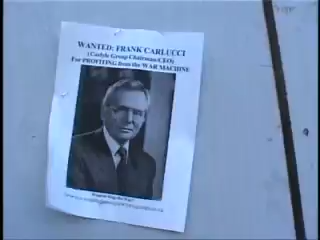 WANTED: FRANK CARLUCCI
(Carlyle Group Chairman-CEO)
For PROFITING from the WAR MACHINE